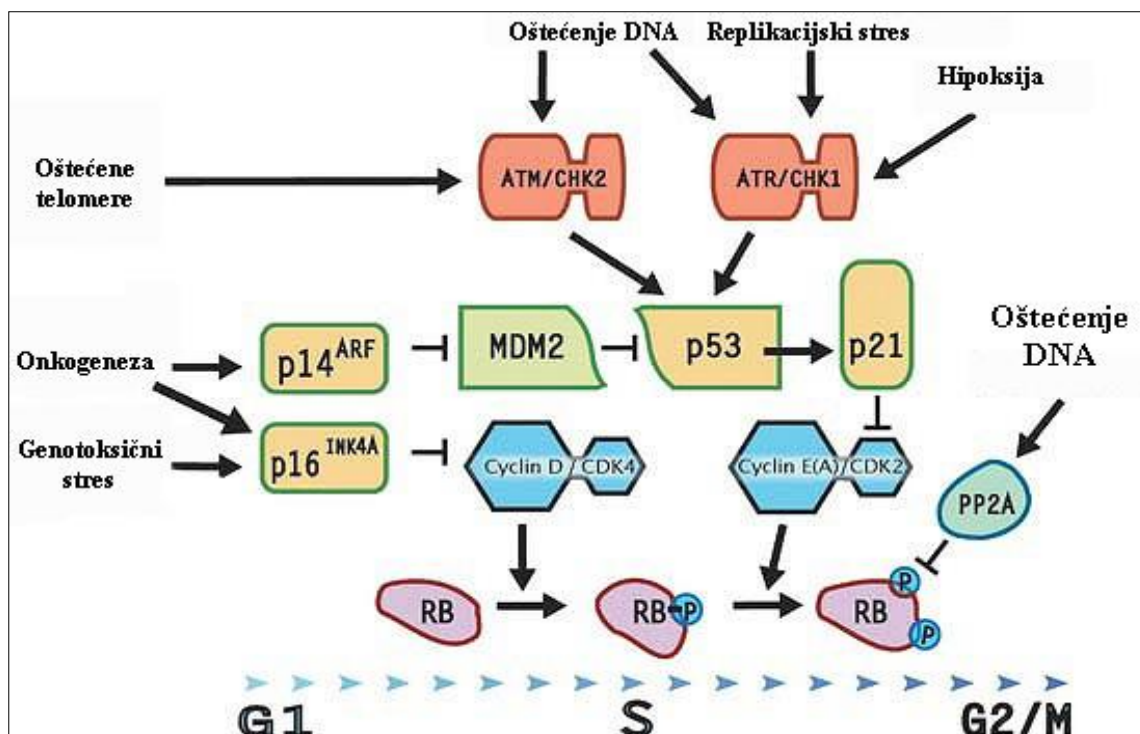 Oštećenje DNA
Replikacijski stres
Hipoksija
Oštećene
telomere
ATM/CHK2
ATR/CHK1
Onkogeneza
p14ARF
MDM2
p53
p21
Oštećenje
DNA
Genotoksični
stres
p16INK4A
Cyclin D/CDK4
Cyclin E(A)/CDK2
PP2A
RB
RB-P
RB
P
P
G1
S
G2/M